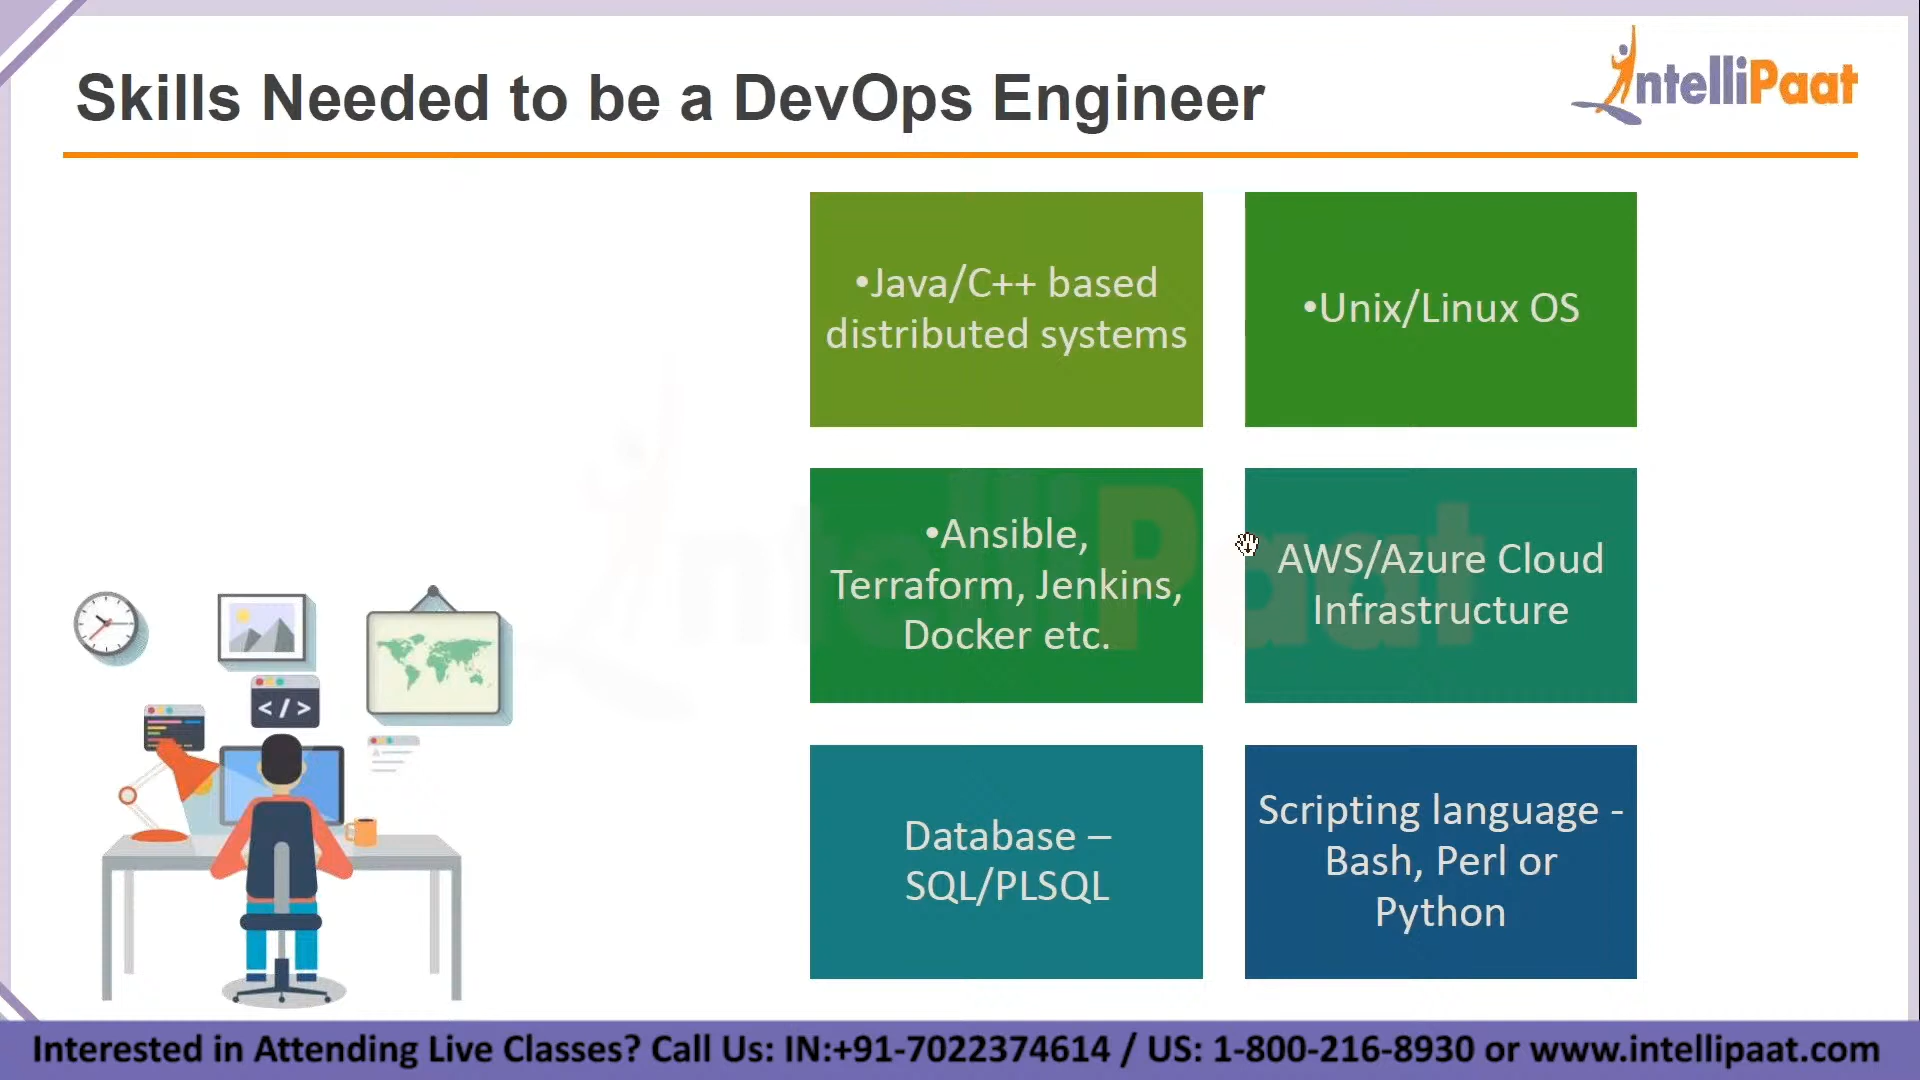 Skills Needed to be a DevOps Engineer
IntelliPaat
•Java/C++ based
distributed systems
•Unix/Linux OS
•Ansible,
Terraform, Jenkins,
Docker etc.
AWS/Azure Cloud
Infrastructure
Database –
SQL/PLSQL
Scripting language -
Bash, Perl or
Python
IntelliPaat
</>
Interested in Attending Live Classes? Call Us: IN:+91-7022374614 / US: 1-800-216-8930 or www.intellipaat.com